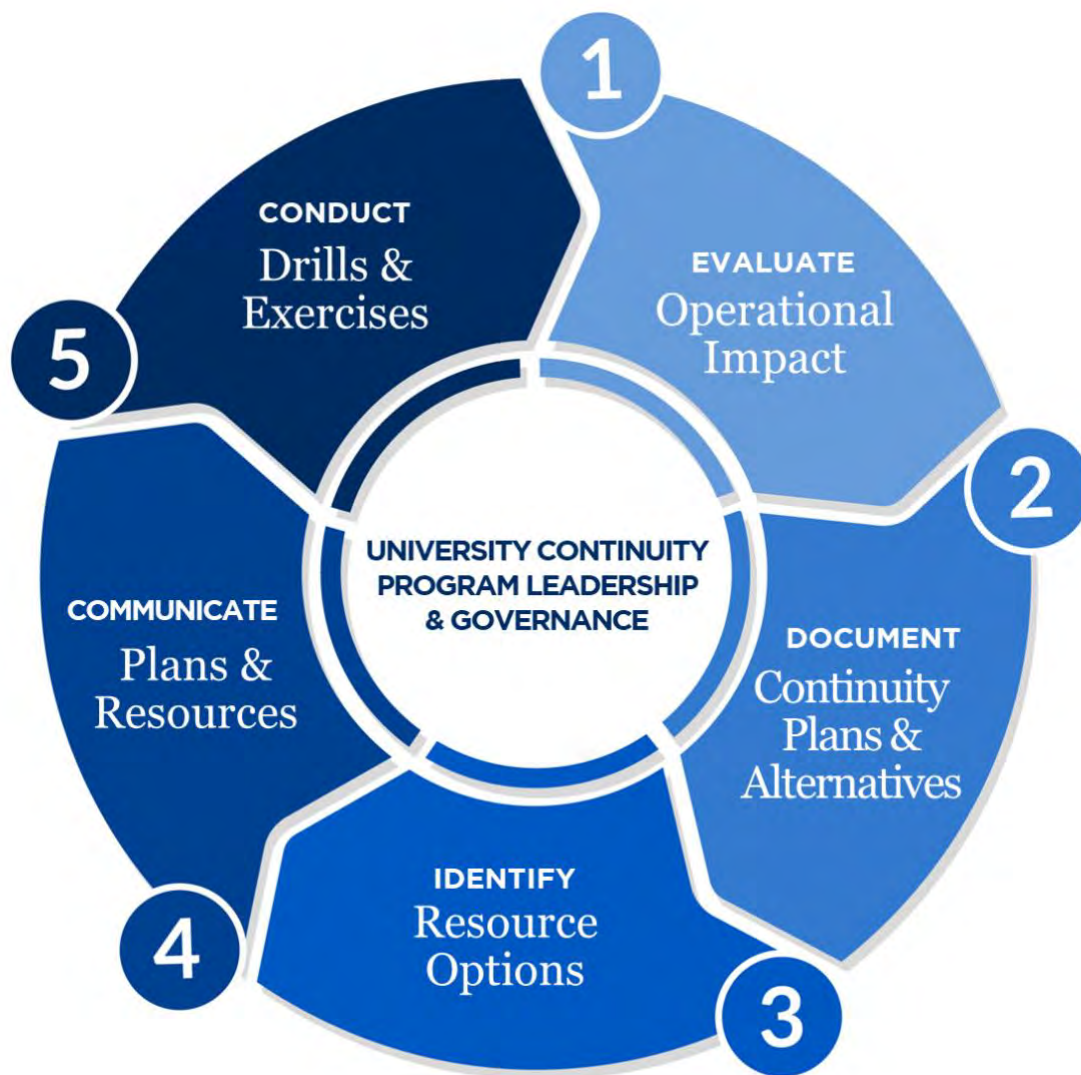 1
EVALUATE
Operational
Impact
2
DOCUMENT
Continuity
Plans &
Alternatives
3
IDENTIFY
Resource
Options
4
COMMUNICATE
Plans &
Resources
5
CONDUCT
Drills &
Exercises
UNIVERSITY CONTINUITY
PROGRAM LEADERSHIP
& GOVERNANCE